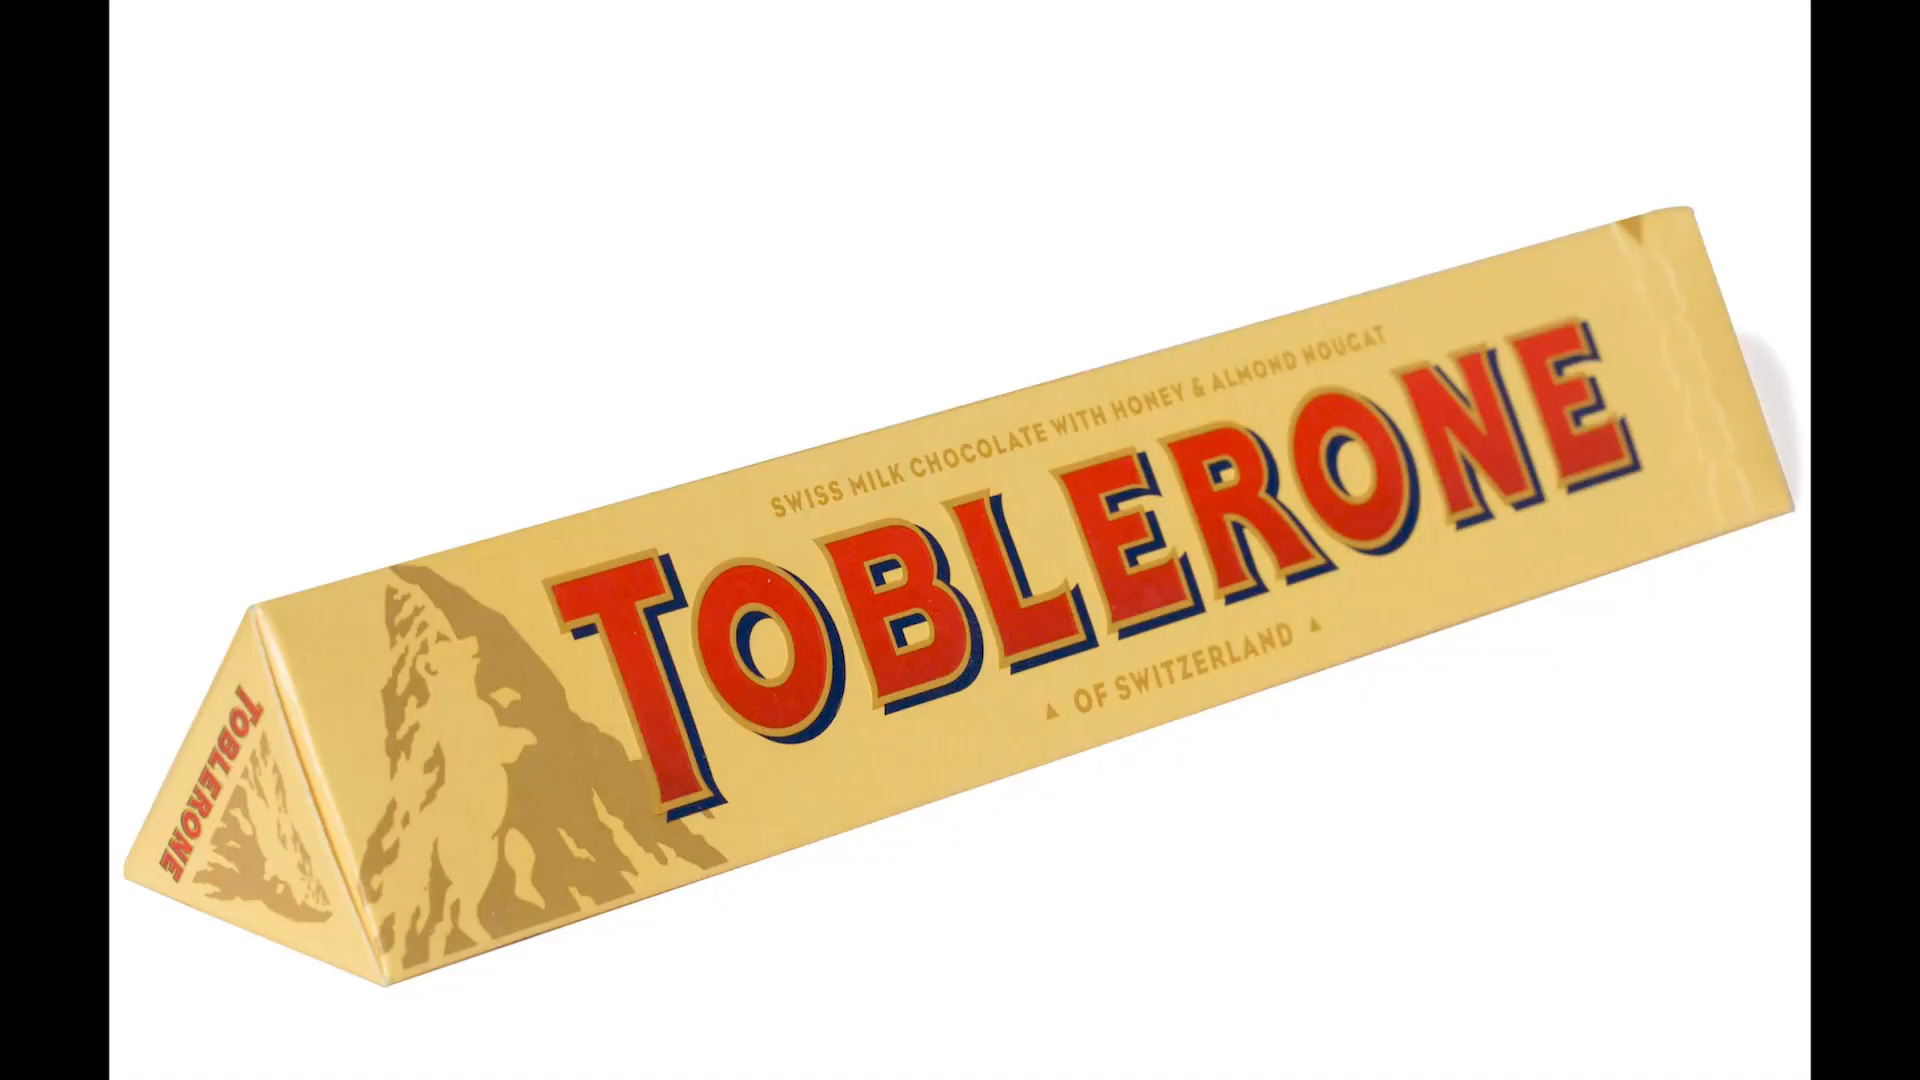 SWISS MILK CHOCOLATE WITH HONEY & ALMOND NOUGAT
TOBLERONE
OF SWITZERLAND
TOBLERONE